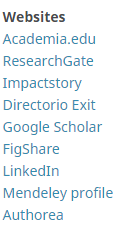 Websites
Academia.edu
ResearchGate
Impactstory
Directorio Exit
Google Scholar
FigShare
LinkedIn
Mendeley profile
Authorea